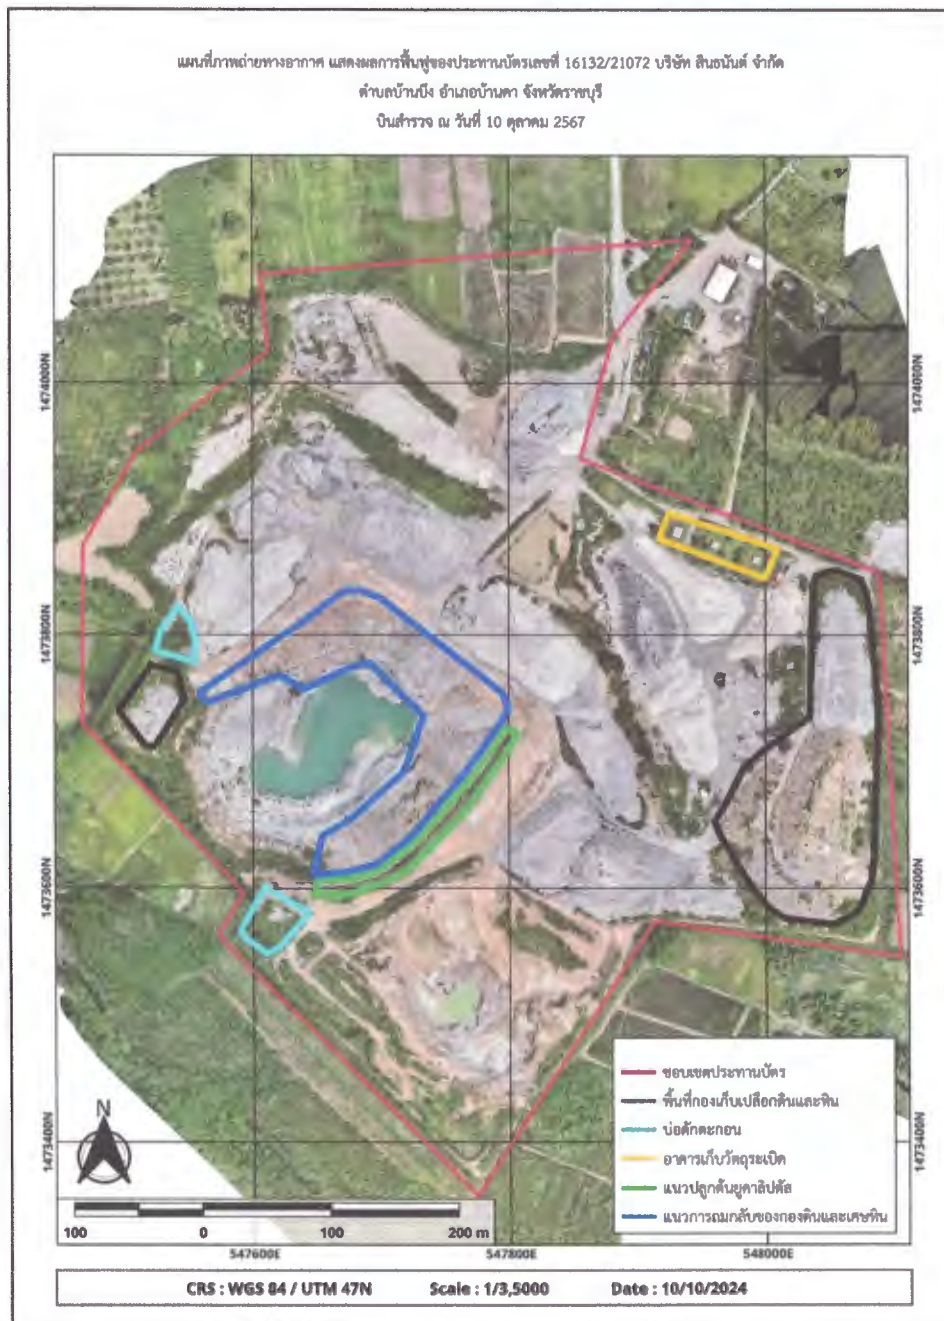 แผนที่ภาพถ่ายทางอากาศ แสดงผลการฟื้นฟูของประทานบัตรเลขที่ 16132/21072 บริษัท สินธนันต์ จำกัด
ตำบลบ้านบึง อำเภอบ้านคา จังหวัดราชบุรี
บินสำรวจ ณ วันที่ 10 ตุลาคม 2567
1474000N
1474000N
1473800N
1473800N
1473600N
1473600N
1473400N
1473400N
ขอบเขตประทานบัตร
พื้นที่กองเก็บเปลือกดินและหิน
บ่อดักตะกอน
อาคารเก็บวัตถุระเบิด
แนวปลูกต้นยูคาลิปตัส
แนวการถมกลับของกองดินและเศษหิน
N
100 0 100 200 m
547600E 547800E 548000E
CRS : WGS 84 / UTM 47N Scale : 1/3,5000 Date : 10/10/2024